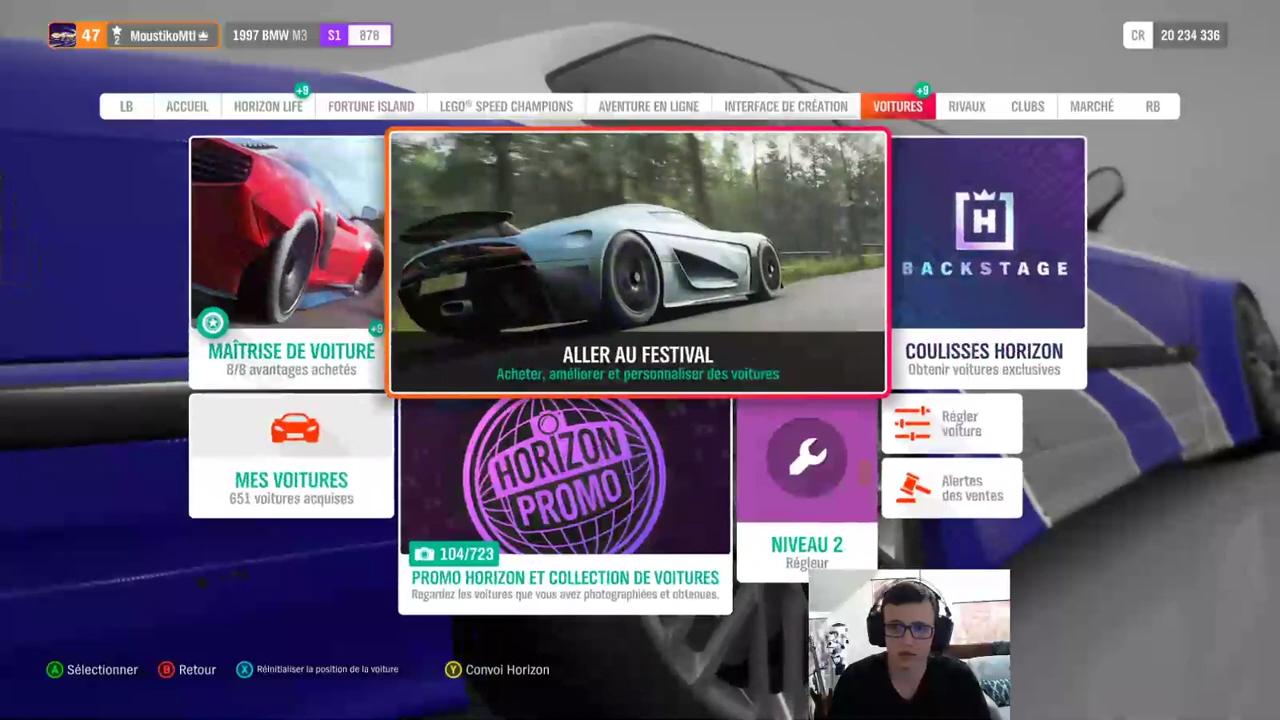 47 2 MoustikoMtl 1997 BMW M3 S1 878
CR 20 234 336
LB ACCUEIL HORIZON LIFE +9 FORTUNE ISLAND LEGO® SPEED CHAMPIONS AVENTURE EN LIGNE INTERFACE DE CRÉATION VOITURES +9 RIVAUX CLUBS MARCHÉ RB
+9
MAÎTRISE DE VOITURE
8/8 avantages achetés
ALLER AU FESTIVAL
Acheter, améliorer et personnaliser des voitures
H
BACKSTAGE
COULISSES HORIZON
Obtenir voitures exclusives
MES VOITURES
651 voitures acquises
HORIZON
PROMO
104/723
PROMO HORIZON ET COLLECTION DE VOITURES
Regardez les voitures que vous avez photographiées et obtenues.
NIVEAU 2
Régleur
Régler
voiture
Alertes
des ventes
A Sélectionner B Retour X Réinitialiser la position de la voiture Y Convoi Horizon